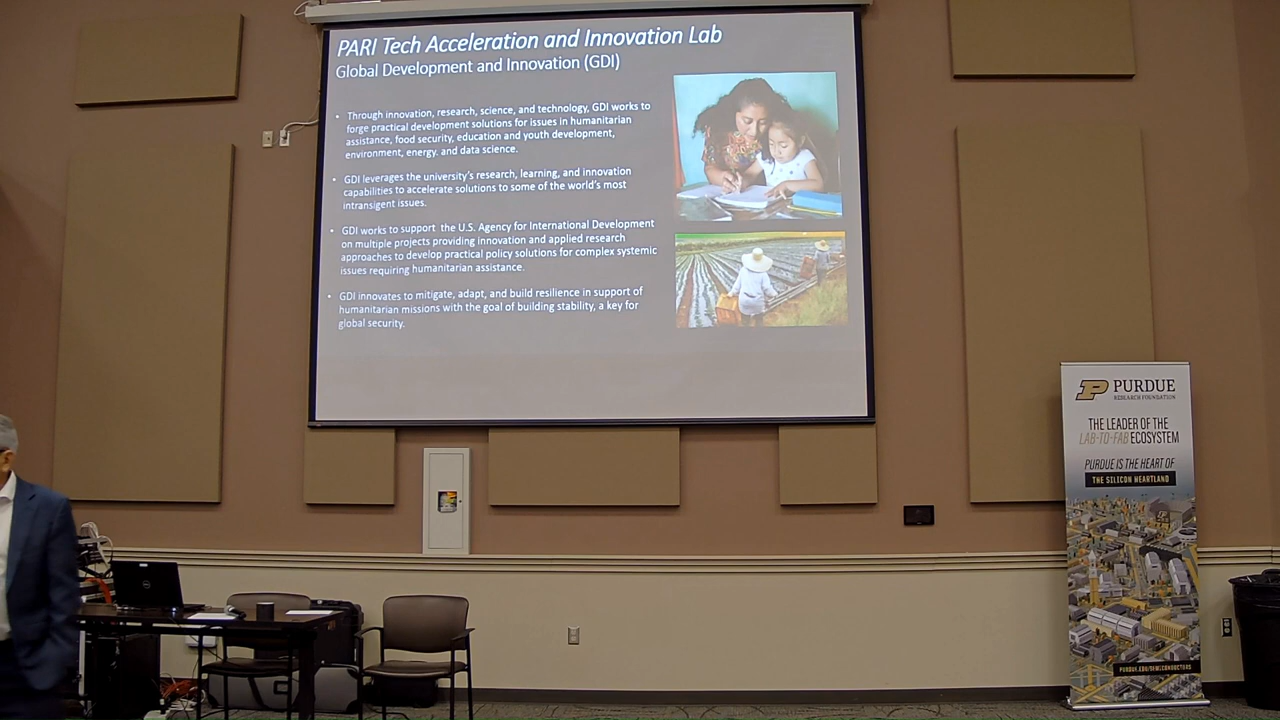 PARI Tech Acceleration and Innovation Lab
Global Development and Innovation (GDI)
• Through innovation, research, science, and technology, GDI works to
forge practical development solutions for issues in humanitarian
assistance, food security, education and youth development,
environment, energy, and data science.
• GDI leverages the university's research, learning, and innovation
capabilities to accelerate solutions to some of the world's most
intransigent issues.
• GDI works to support the U.S. Agency for International Development
on multiple projects providing innovation and applied research
approaches to develop practical policy solutions for complex systemic
issues requiring humanitarian assistance.
• GDI innovates to mitigate, adapt, and build resilience in support of
humanitarian missions with the goal of building stability, a key for
global security.
P PURDUE
RESEARCH FOUNDATION
THE LEADER OF THE
LAB-TO-FAB ECOSYSTEM
PURDUE IS THE HEART OF
THE SILICON HEARTLAND
PURDUE.EDU/SEMICONDUCTORS